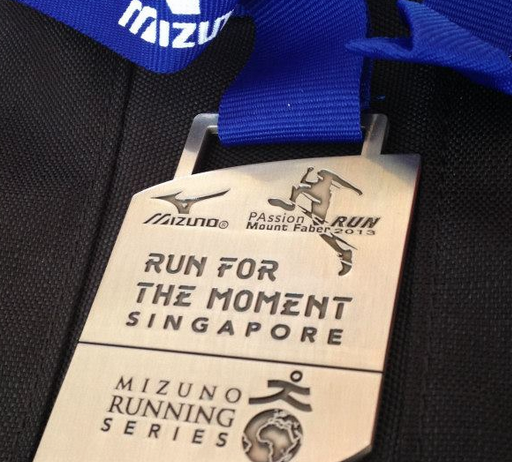 MIZUN
MIZUNO®
PAssion RUN
Mount Faber 2013
RUN FOR
THE MOMENT
SINGAPORE
MIZUNO
RUNNING
SERIES